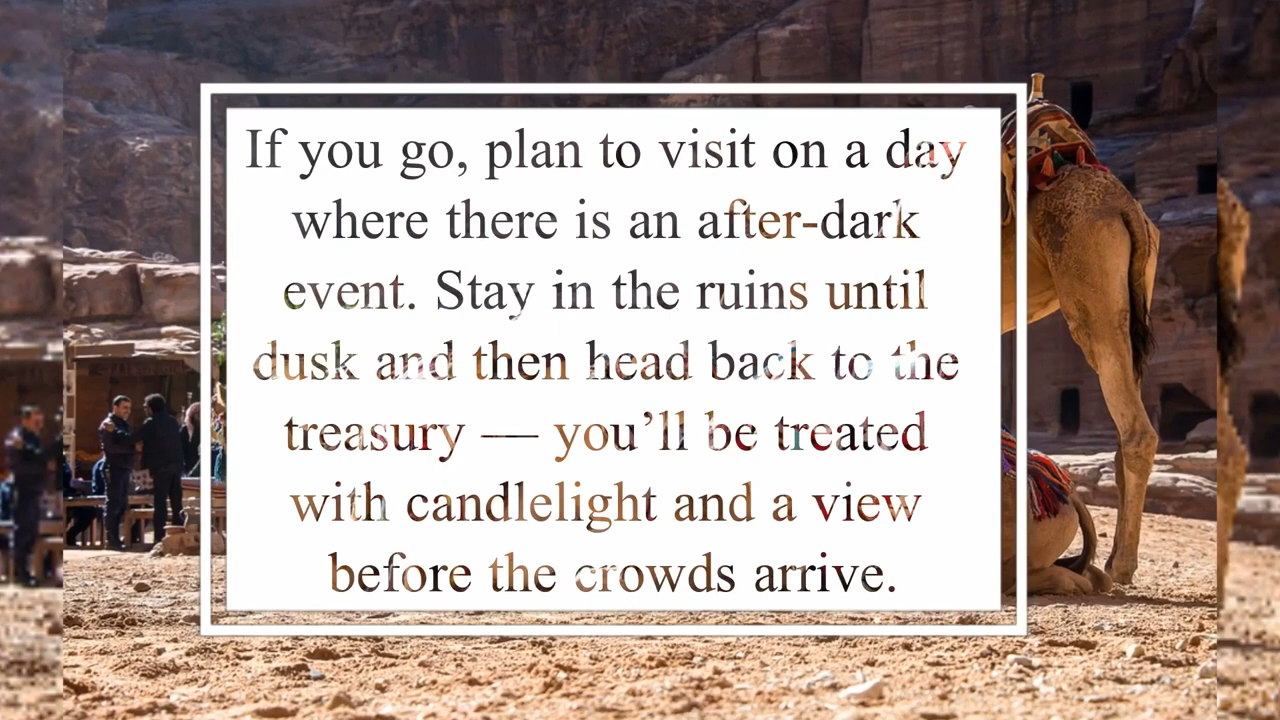 If you go, plan to visit on a day
where there is an after-dark
event. Stay in the ruins until
dusk and then head back to the
treasury — you’ll be treated
with candlelight and a view
before the crowds arrive.